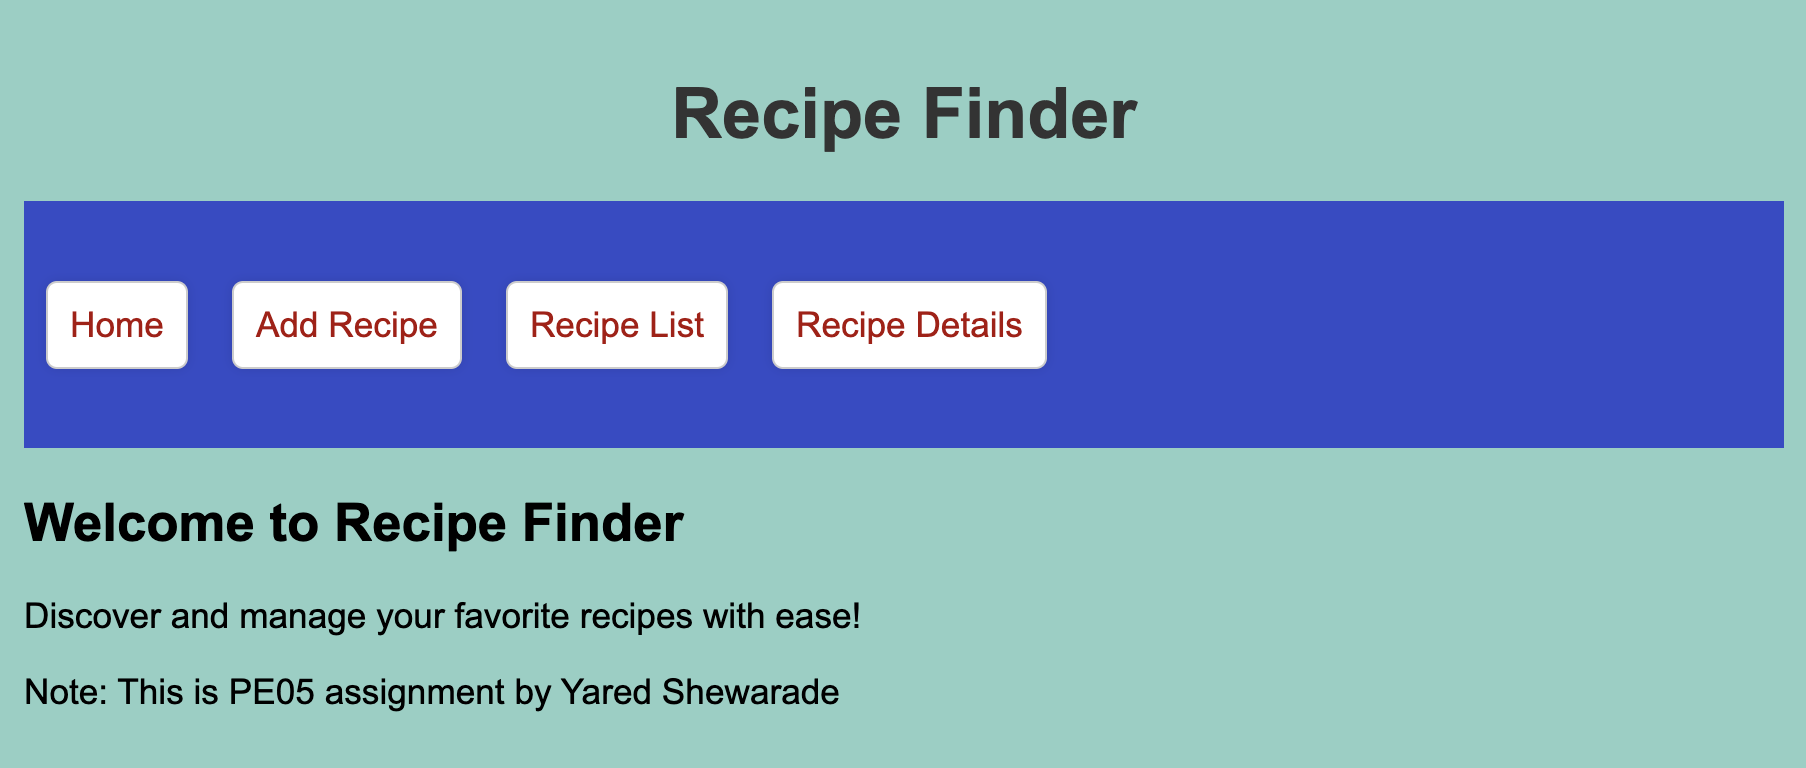 Recipe Finder
Home Add Recipe Recipe List Recipe Details
Welcome to Recipe Finder
Discover and manage your favorite recipes with ease!
Note: This is PE05 assignment by Yared Shewarade